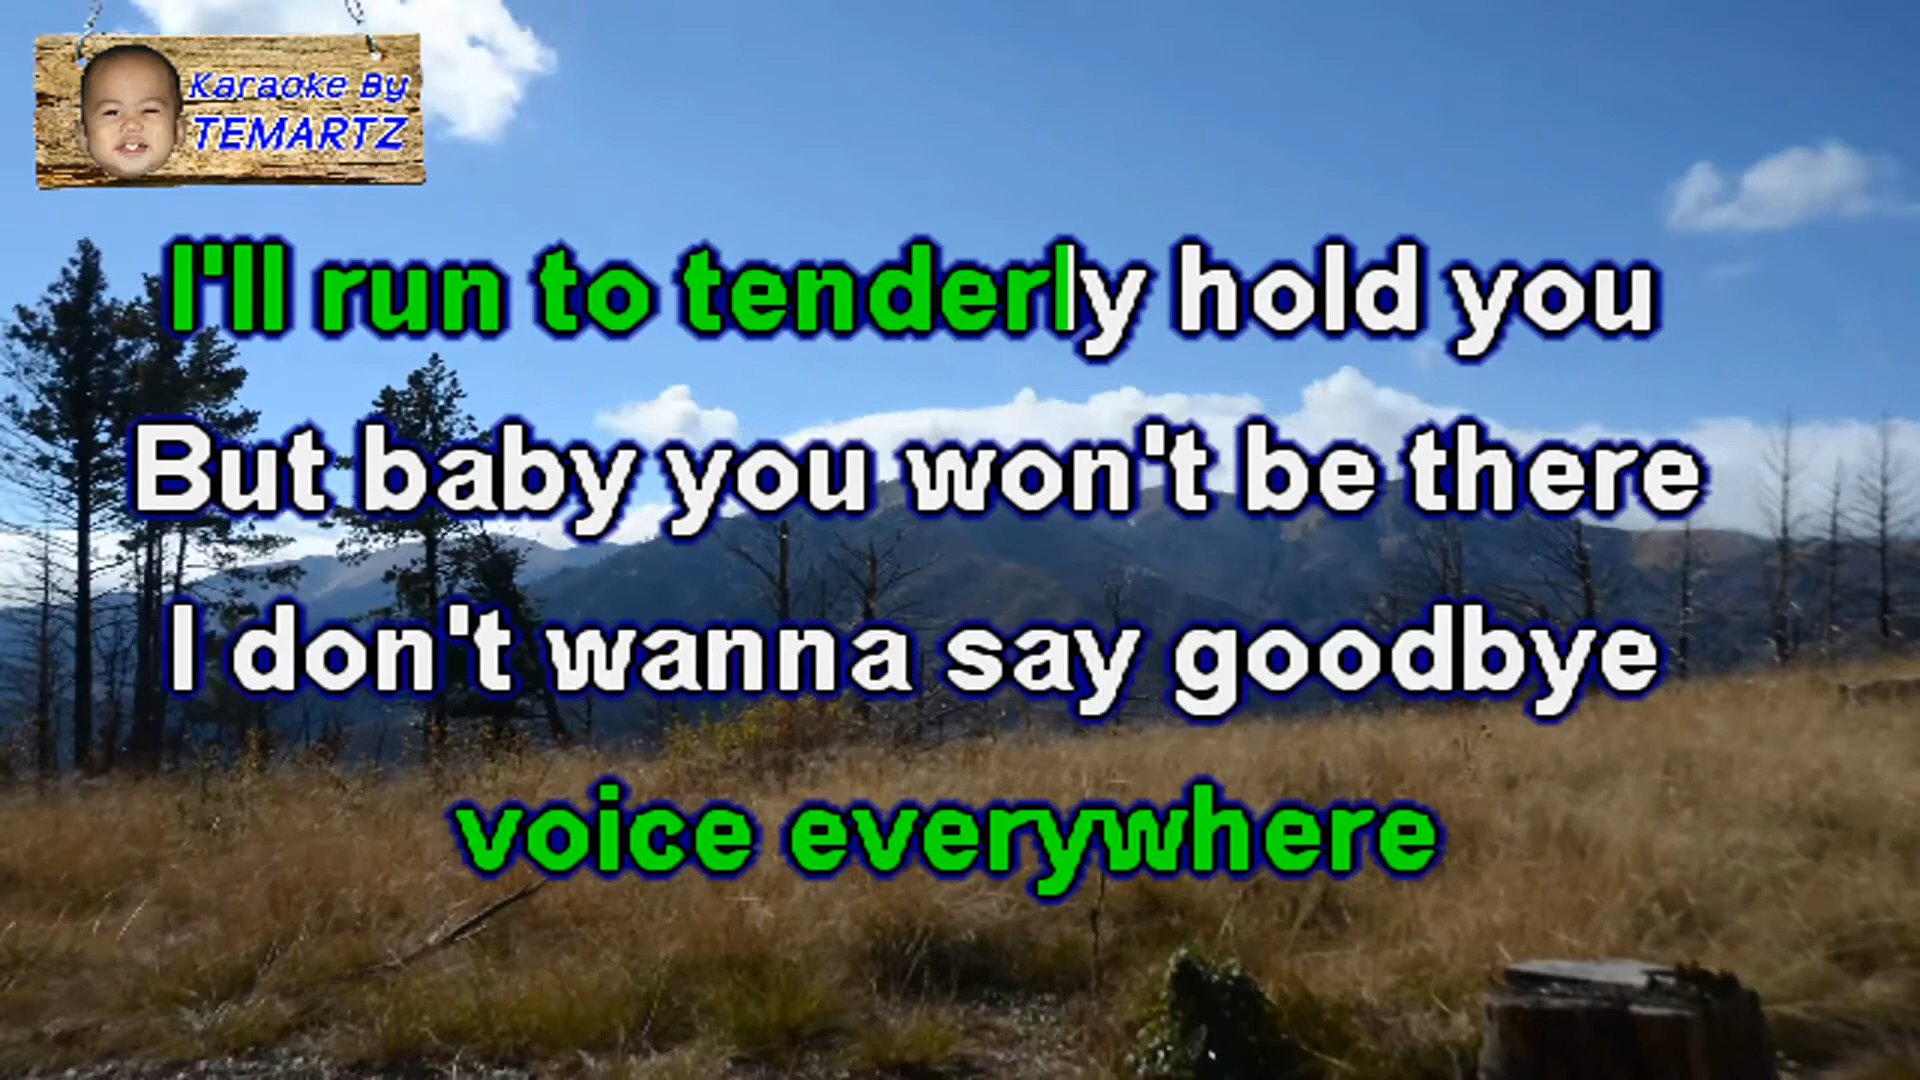 Karaoke By
TEMARTZ
I'll run to tenderly hold you
But baby you won't be there
I don't wanna say goodbye
voice everywhere